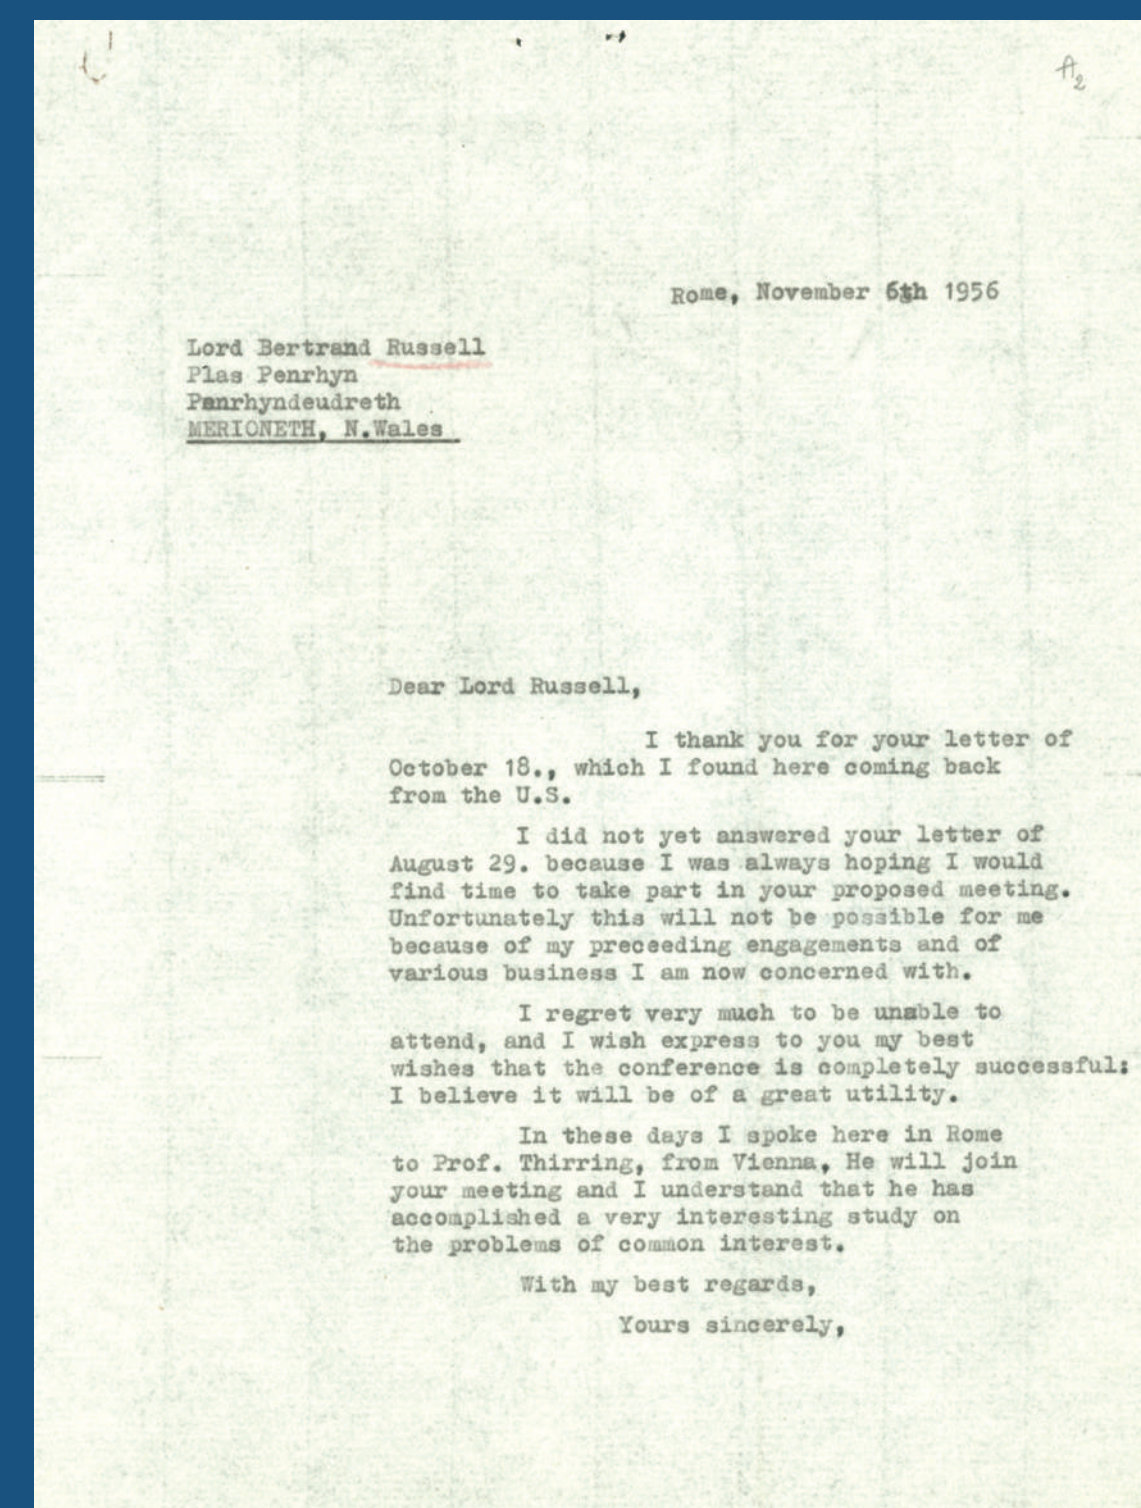 A2
Rome, November 6th 1956
Lord Bertrand Russell
Plas Penrhyn
Penrhyndeudreth
MERIONETH, N.Wales
Dear Lord Russell,
I thank you for your letter of
October 18., which I found here coming back
from the U.S.
I did not yet answered your letter of
August 29. because I was always hoping I would
find time to take part in your proposed meeting.
Unfortunately this will not be possible for me
because of my preceeding engagements and of
various business I am now concerned with.
I regret very much to be unable to
attend, and I wish express to you my best
wishes that the conference is completely successful:
I believe it will be of a great utility.
In these days I spoke here in Rome
to Prof. Thirring, from Vienna, He will join
your meeting and I understand that he has
accomplished a very interesting study on
the problems of common interest.
With my best regards,
Yours sincerely,